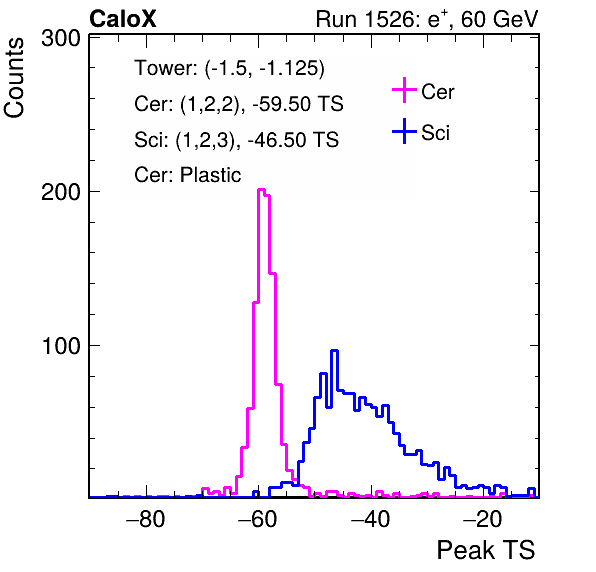 CaloX Run 1526: e+, 60 GeV
Counts
300
200
100
Tower: (-1.5, -1.125)
Cer: (1,2,2), -59.50 TS
Sci: (1,2,3), -46.50 TS
Cer: Plastic
Cer
Sci
−80 −60 −40 −20
Peak TS